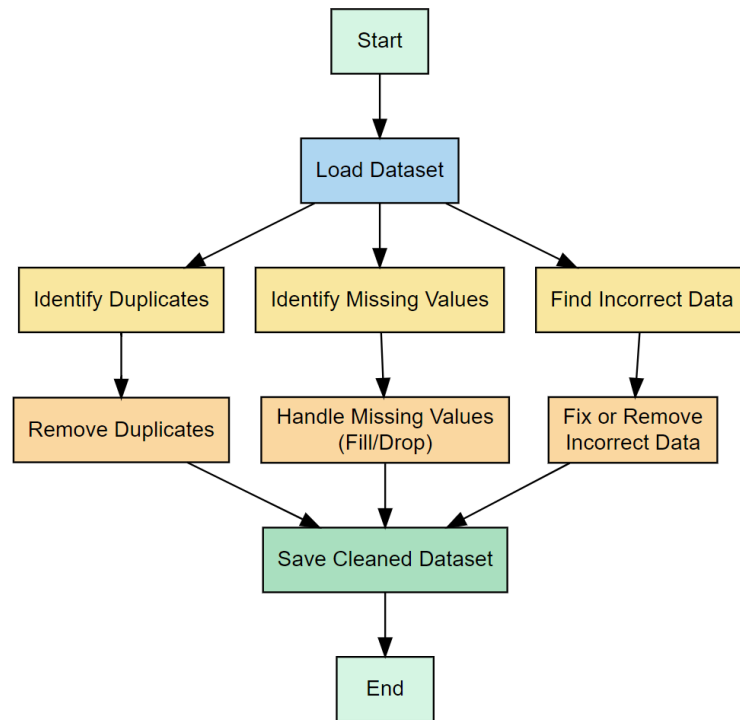 Start
Load Dataset
Identify Duplicates
Identify Missing Values
Find Incorrect Data
Remove Duplicates
Handle Missing Values
(Fill/Drop)
Fix or Remove
Incorrect Data
Save Cleaned Dataset
End